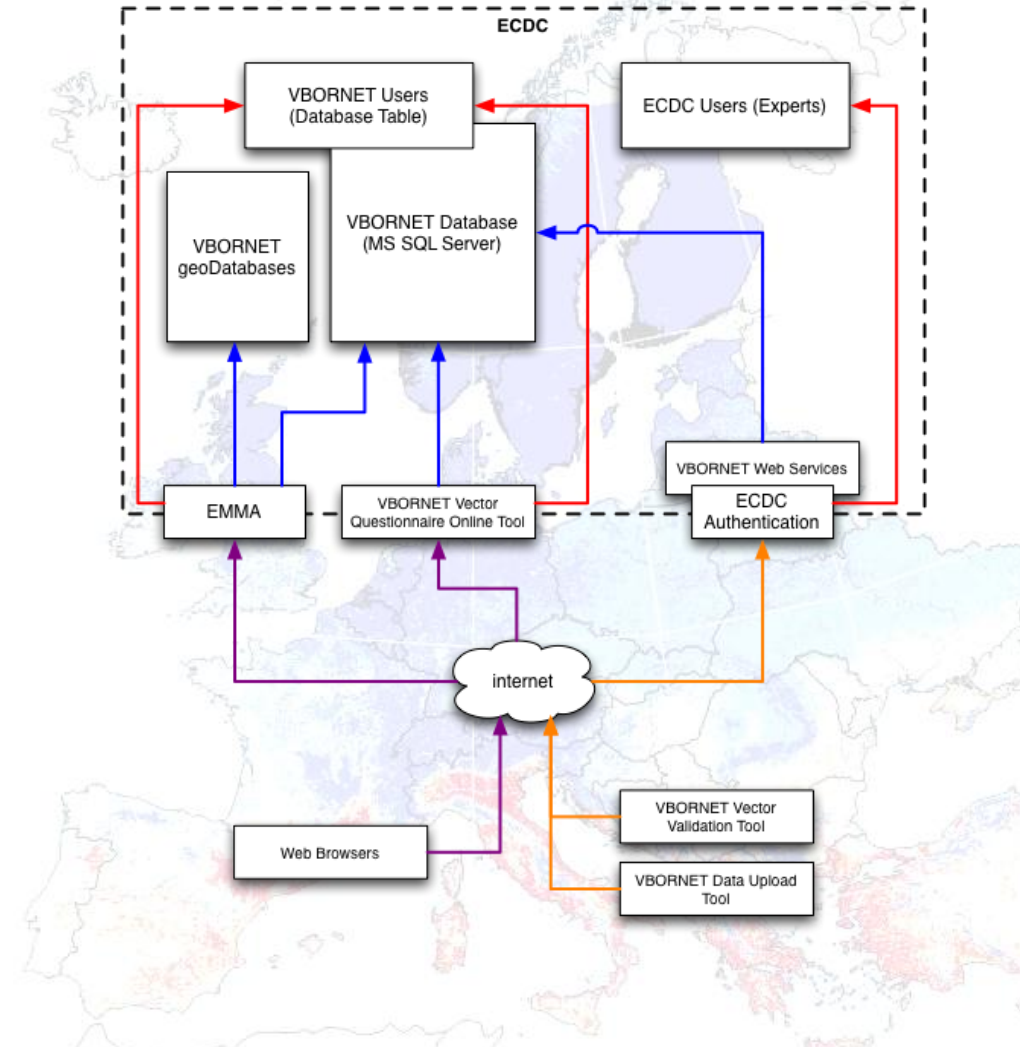 ECDC
VBORNET Users
(Database Table)
ECDC Users (Experts)
VBORNET Database
(MS SQL Server)
VBORNET
geoDatabases
VBORNET Web Services
EMMA
VBORNET Vector
Questionnaire Online Tool
ECDC
Authentication
internet
VBORNET Vector
Validation Tool
Web Browsers
VBORNET Data Upload
Tool